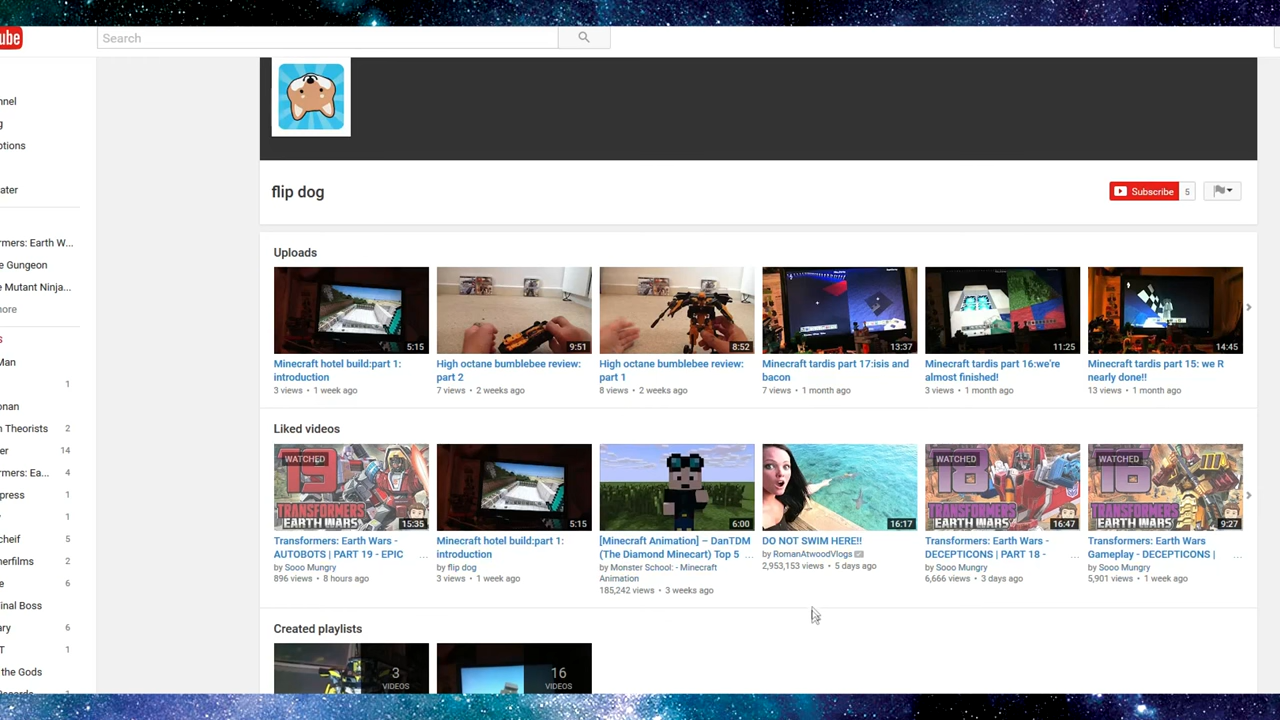 ube
Search
nnel
g
ptions
ater
rmers: Earth W...
e Gungeon
e Mutant Ninja...
ore
s
Man
1
onan
n Theorists 2
er 14
rmers: Ea... 4
xpress 1
1
cheif 5
nerfilms 2
e 6
inal Boss
ary 6
T 1
the Gods
flip dog
Subscribe 5
Uploads
5:15
9:51
8:52
13:37
11:25
14:45
Minecraft hotel build:part 1:
introduction
3 views • 1 week ago
High octane bumblebee review:
part 2
7 views • 2 weeks ago
High octane bumblebee review:
part 1
8 views • 2 weeks ago
Minecraft tardis part 17:isis and
bacon
7 views • 1 month ago
Minecraft tardis part 16:we're
almost finished!
3 views • 1 month ago
Minecraft tardis part 15: we R
nearly done!!
13 views • 1 month ago
Liked videos
WATCHED
19
TRANSFORMERS
EARTH WARS
15:35
5:15
6:00
16:17
WATCHED
18
TRANSFORMERS
EARTH WARS
16:47
WATCHED
16
TRANSFORMERS
EARTH WARS
9:27
Transformers: Earth Wars -
AUTOBOTS | PART 19 - EPIC ...
by Sooo Mungry
896 views • 8 hours ago
Minecraft hotel build:part 1:
introduction
by flip dog
3 views • 1 week ago
[Minecraft Animation] – DanTDM
(The Diamond Minecart) Top 5 ...
by Monster School: - Minecraft
Animation
185,242 views • 3 weeks ago
DO NOT SWIM HERE!!
by RomanAtwoodVlogs
2,953,153 views • 5 days ago
Transformers: Earth Wars -
DECEPTICONS | PART 18 - ...
by Sooo Mungry
6,666 views • 3 days ago
Transformers: Earth Wars
Gameplay - DECEPTICONS | ...
by Sooo Mungry
5,901 views • 1 week ago
Created playlists
3
VIDEOS
16
VIDEOS